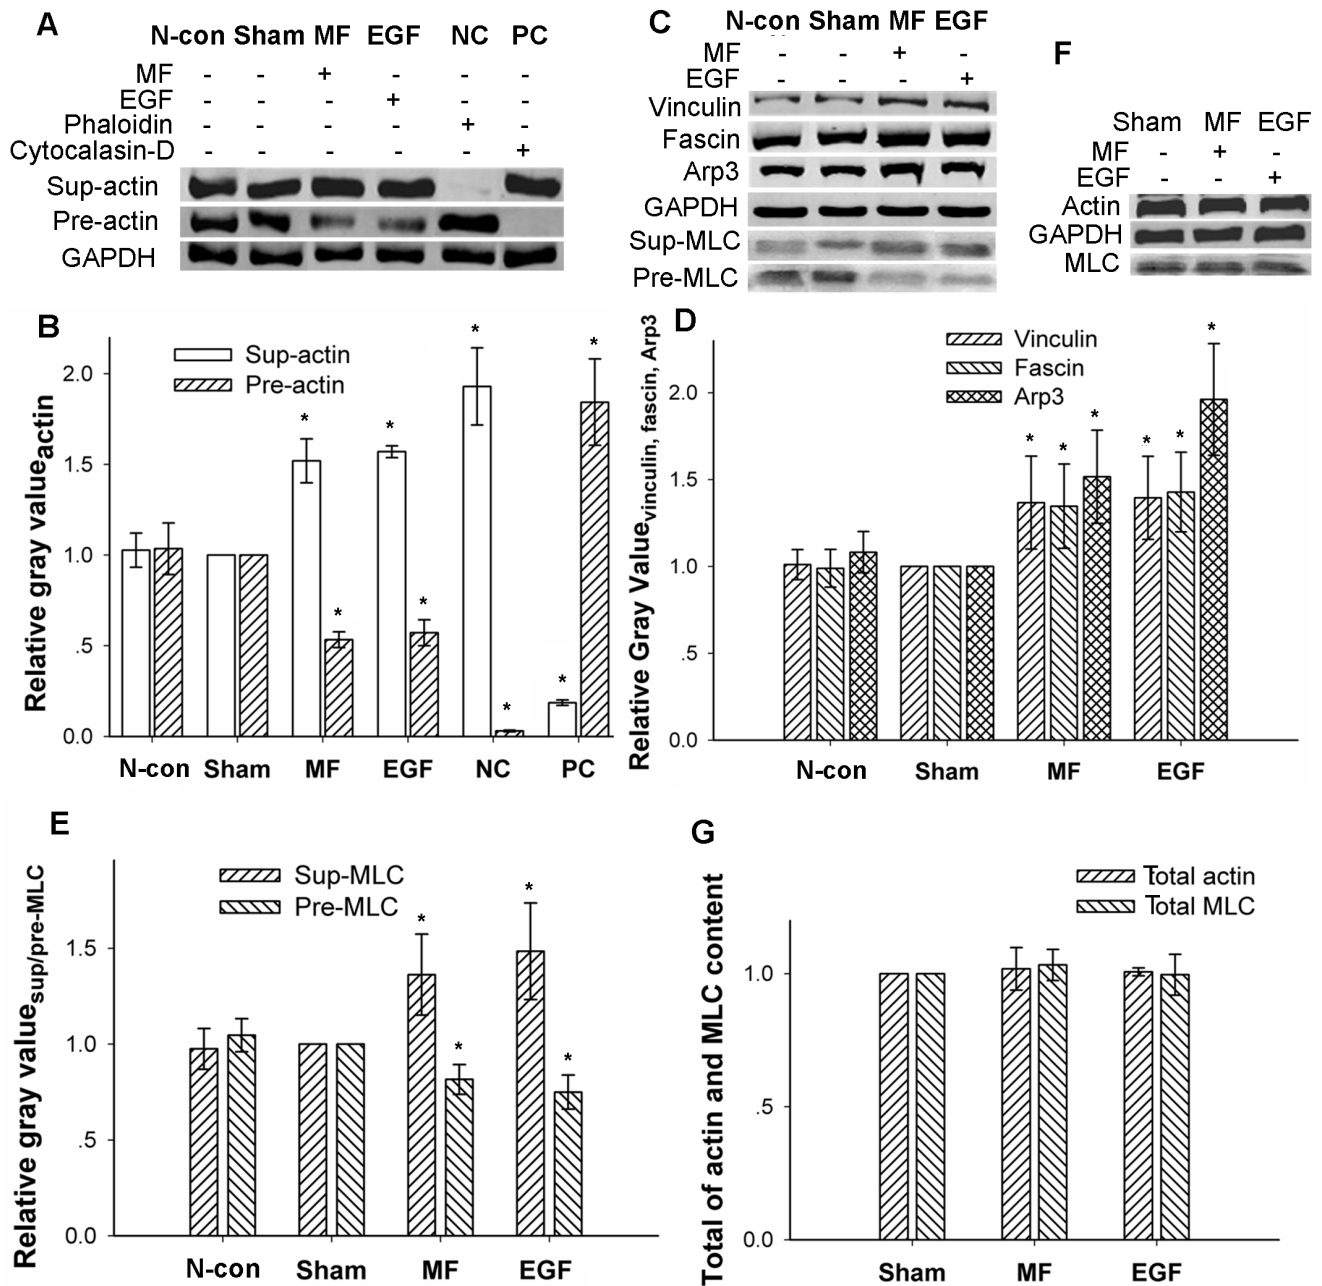 A
N-con Sham MF EGF NC PC
MF - - + - - -
EGF - - - + - -
Phaloidin - - - - + -
Cytocalasin-D - - - - - +
Sup-actin
Pre-actin
GAPDH
C
N-con Sham MF EGF
MF - - + -
EGF - - - +
Vinculin
Fascin
Arp3
GAPDH
Sup-MLC
Pre-MLC
F
Sham MF EGF
MF - + -
EGF - - +
Actin
GAPDH
MLC
B
Relative gray value actin
Sup-actin
Pre-actin
2.0
1.5
1.0
.5
0.0
* * * * * * * *
N-con Sham MF EGF NC PC
D
Relative Gray Value vinculin, fascin, Arp3
Vinculin
Fascin
Arp3
2.0
1.5
1.0
.5
0.0
* * * * * *
N-con Sham MF EGF
E
Relative gray value sup/pre-MLC
Sup-MLC
Pre-MLC
1.5
1.0
.5
0.0
* * * *
N-con Sham MF EGF
G
Total of actin and MLC content
Total actin
Total MLC
1.0
.5
0.0
Sham MF EGF